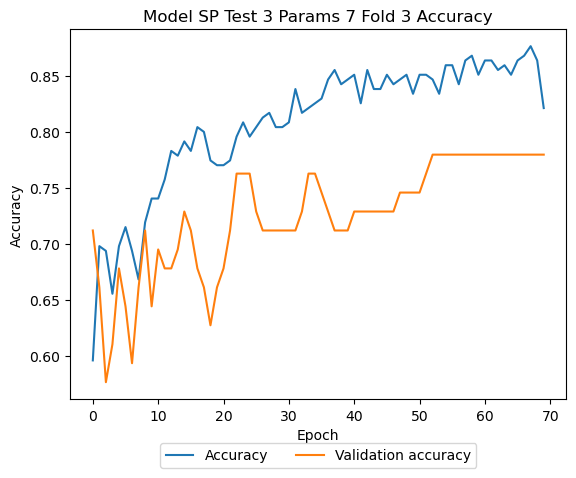 Model SP Test 3 Params 7 Fold 3 Accuracy
0.85
0.80
0.75
0.70
0.65
0.60
Accuracy
0 10 20 30 40 50 60 70
Epoch
Accuracy Validation accuracy